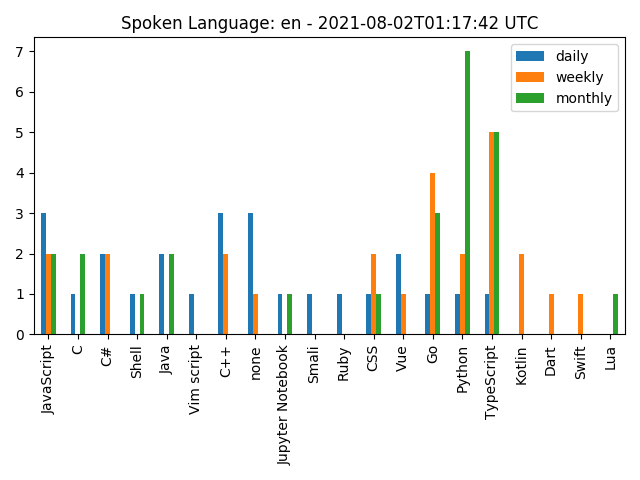 Spoken Language: en - 2021-08-02T01:17:42 UTC
daily
weekly
monthly
7
6
5
4
3
2
1
0
JavaScript
C
C#
Shell
Java
Vim script
C++
none
Jupyter Notebook
Smali
Ruby
CSS
Vue
Go
Python
TypeScript
Kotlin
Dart
Swift
Lua